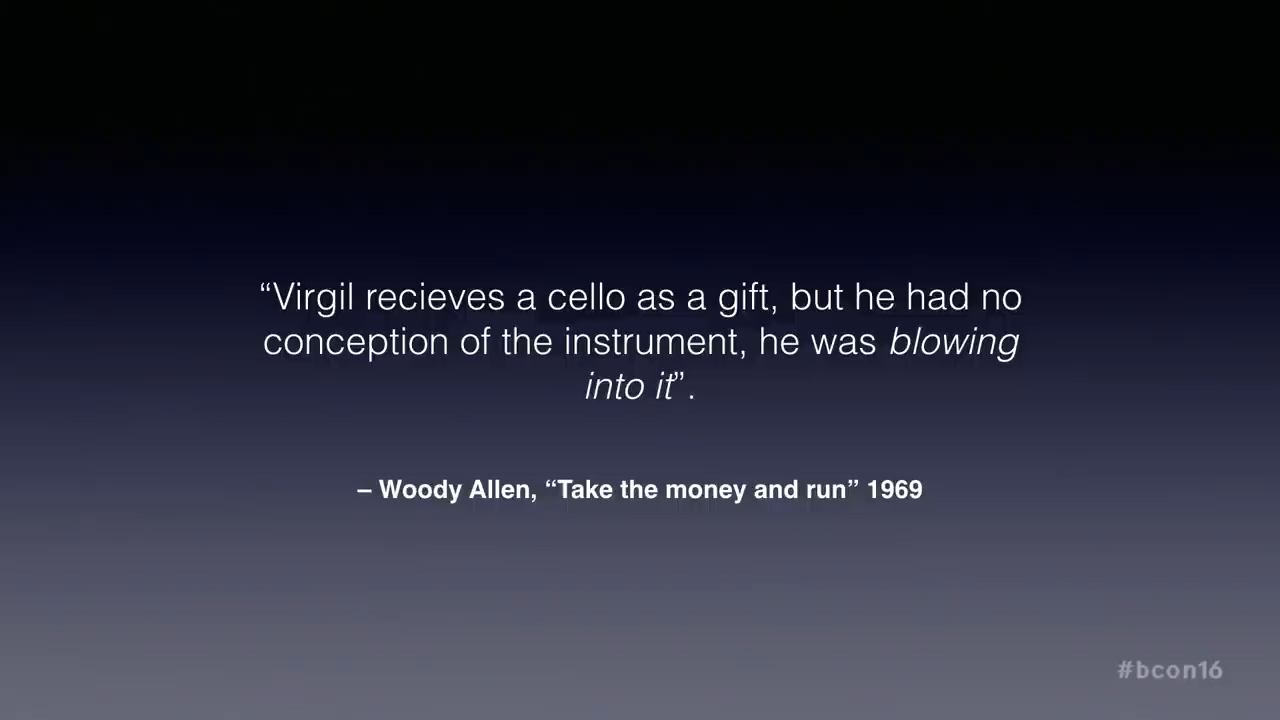 “Virgil recieves a cello as a gift, but he had no
conception of the instrument, he was blowing
into it”.
– Woody Allen, “Take the money and run” 1969
#bcon16